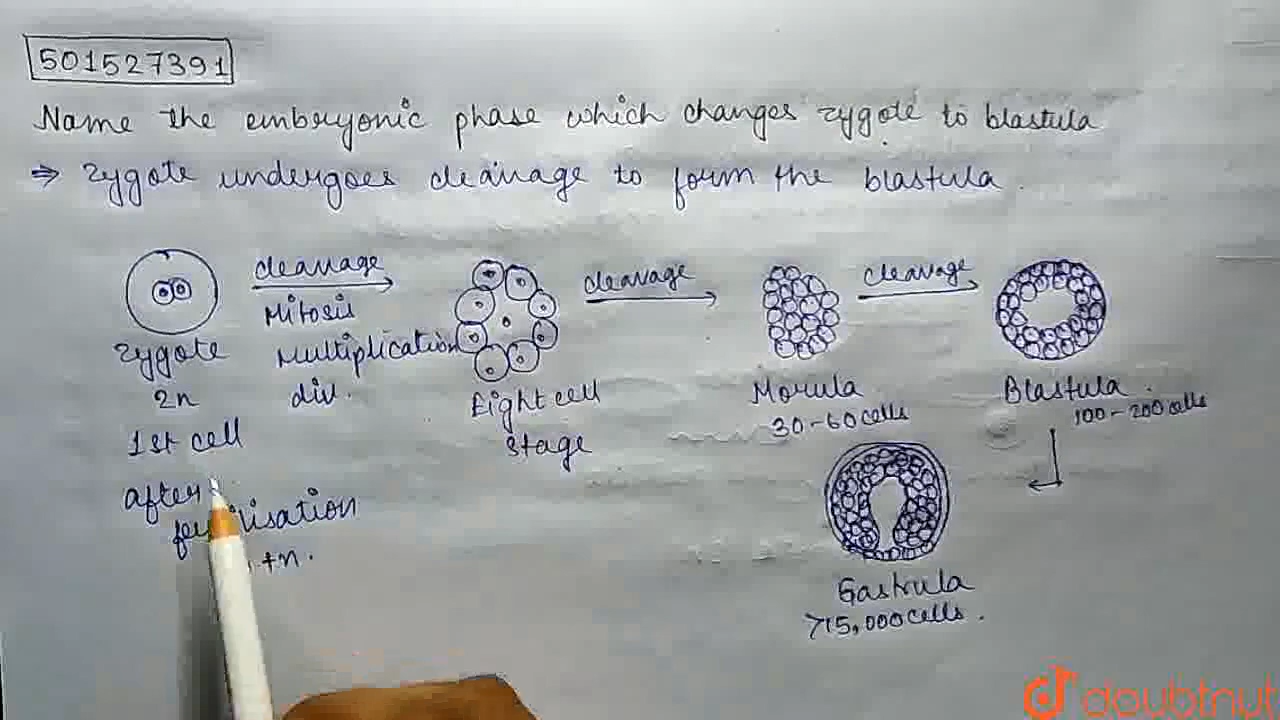 501527391
Name the embryonic phase which changes zygote to blastula
⇒ zygote undergoes cleavage to form the blastula.
cleavage
Mitosis
Multiplication
div.
zygote
2n
1st cell
after
+n.
cleavage
Eight cell
stage
cleavage
Morula
30-60 cells
Blastula.
100-200 cells
Gastrula
>15,000 cells.
doubtnut